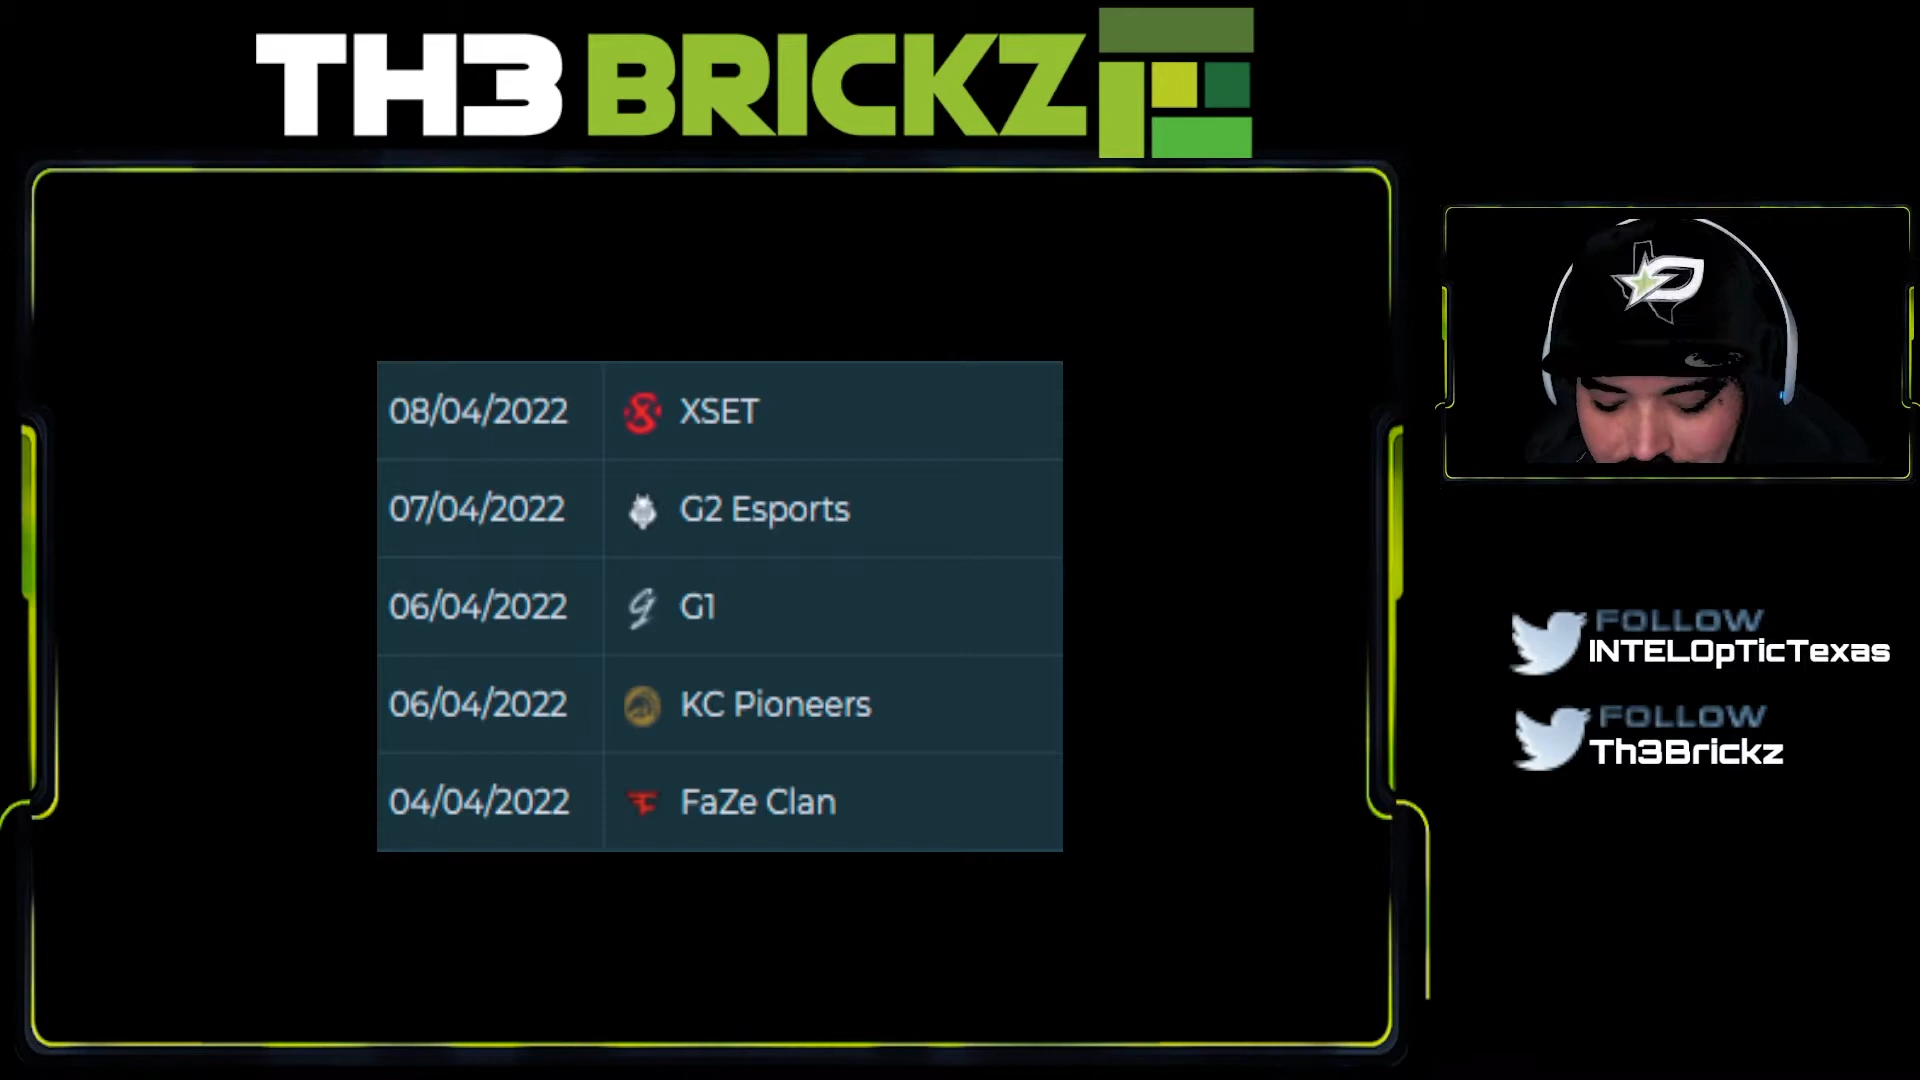 TH3 BRICKZ
08/04/2022 XSET
07/04/2022 G2 Esports
06/04/2022 G1
06/04/2022 KC Pioneers
04/04/2022 FaZe Clan
FOLLOW
INTELOpTicTexas
FOLLOW
Th3Brickz